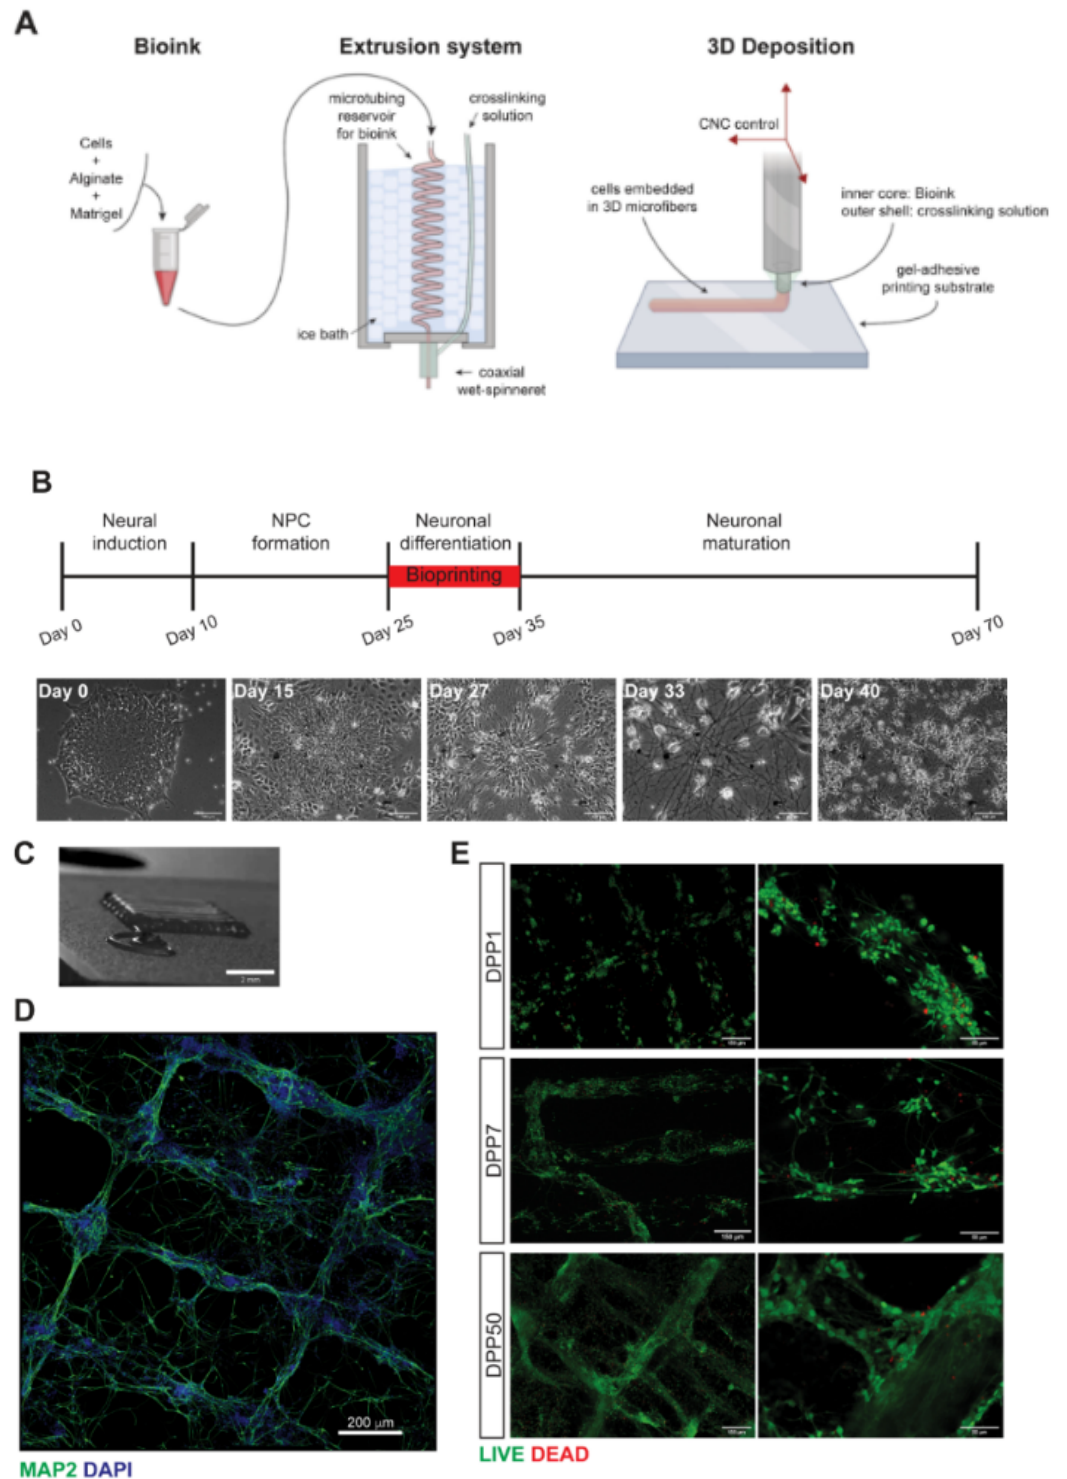 A
Bioink
Extrusion system
3D Deposition
Cells
+
Alginate
+
Matrigel
microtubing
reservoir
for bioink
crosslinking
solution
ice bath
coaxial
wet-spinneret
CNC control
cells embedded
in 3D microfibers
inner core: Bioink
outer shell: crosslinking solution
gel-adhesive
printing substrate
B
Neural
induction
NPC
formation
Neuronal
differentiation
Neuronal
maturation
Bioprinting
Day 0
Day 10
Day 25
Day 35
Day 70
Day 0
Day 15
Day 27
Day 33
Day 40
C
2 mm
D
200 μm
MAP2 DAPI
E
DPP1
DPP7
DPP50
LIVE DEAD